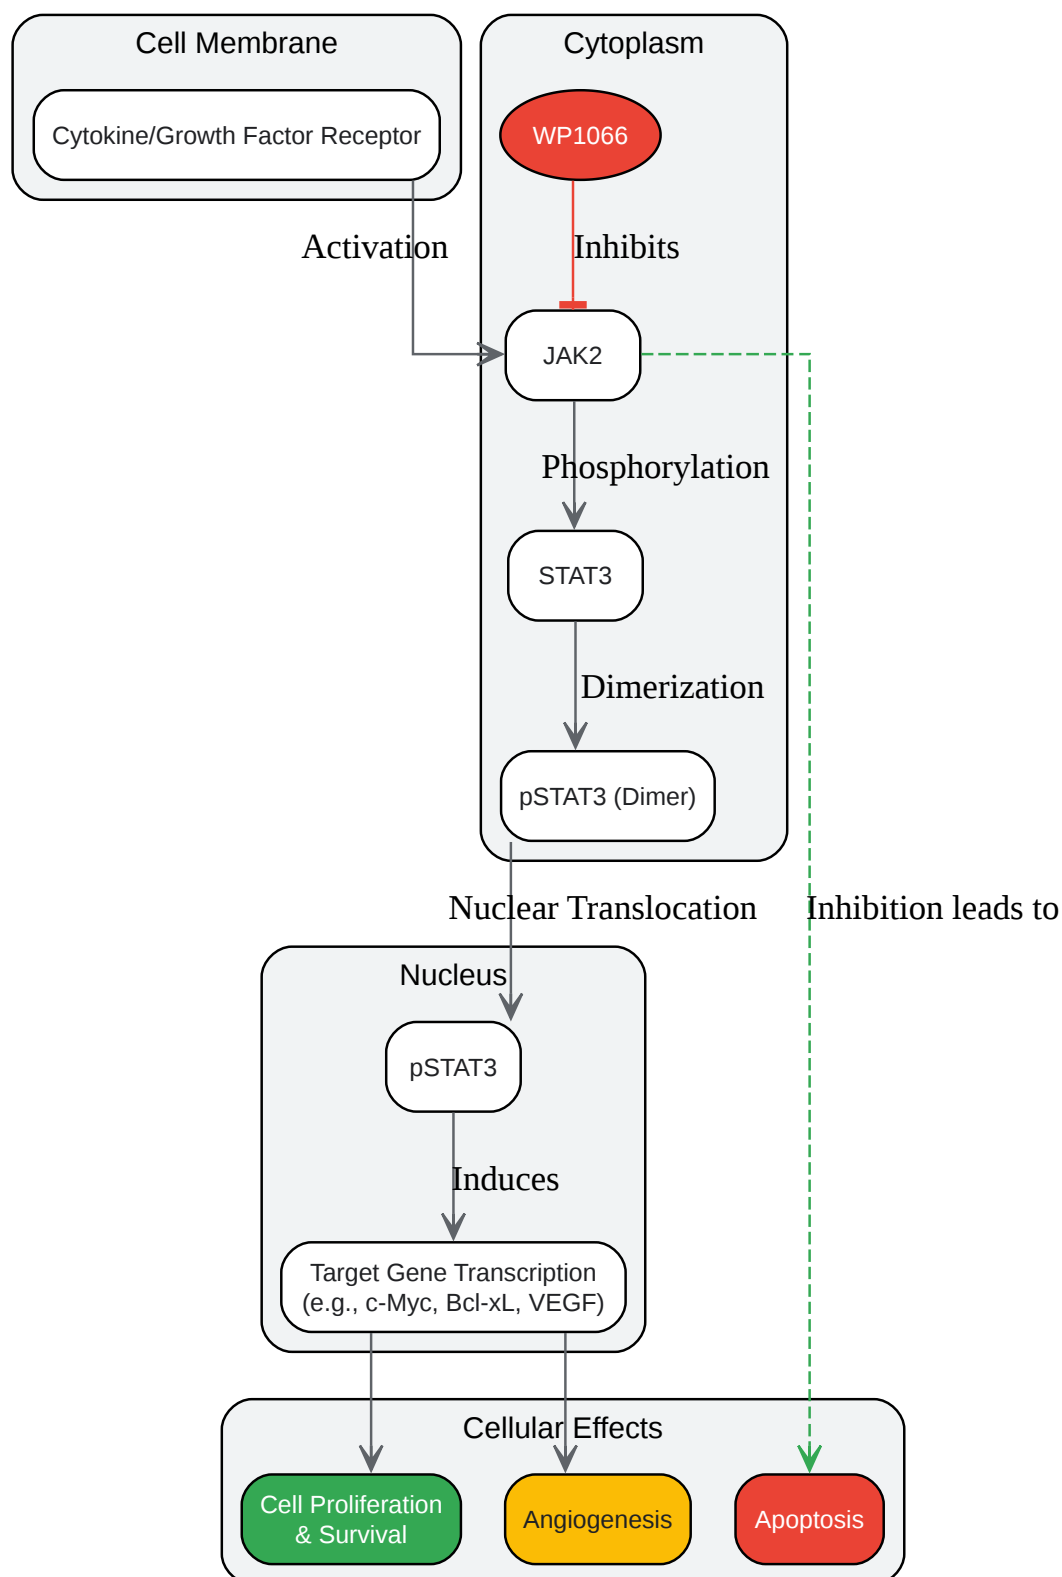 Cell Membrane
Cytoplasm
Cytokine/Growth Factor Receptor
WP1066
Activation
Inhibits
JAK2
Phosphorylation
STAT3
Dimerization
pSTAT3 (Dimer)
Nuclear Translocation
Inhibition leads to
Nucleus
pSTAT3
Induces
Target Gene Transcription
(e.g., c-Myc, Bcl-xL, VEGF)
Cellular Effects
Cell Proliferation
& Survival
Angiogenesis
Apoptosis